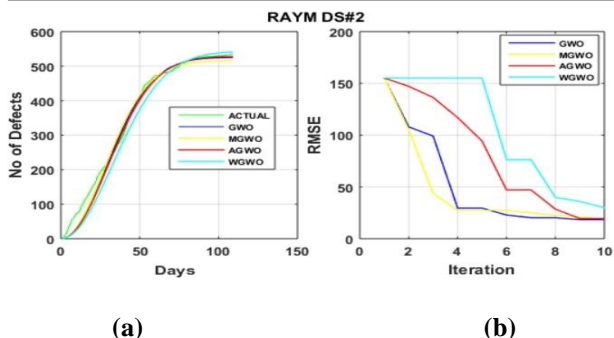 RAYM DS#2
No of Defects
600
500
400
300
200
100
0
0 50 100 150
Days
ACTUAL
GWO
MGWO
AGWO
WGWO
RMSE
200
150
100
50
0
0 2 4 6 8 10
Iteration
GWO
MGWO
AGWO
WGWO
(a) (b)